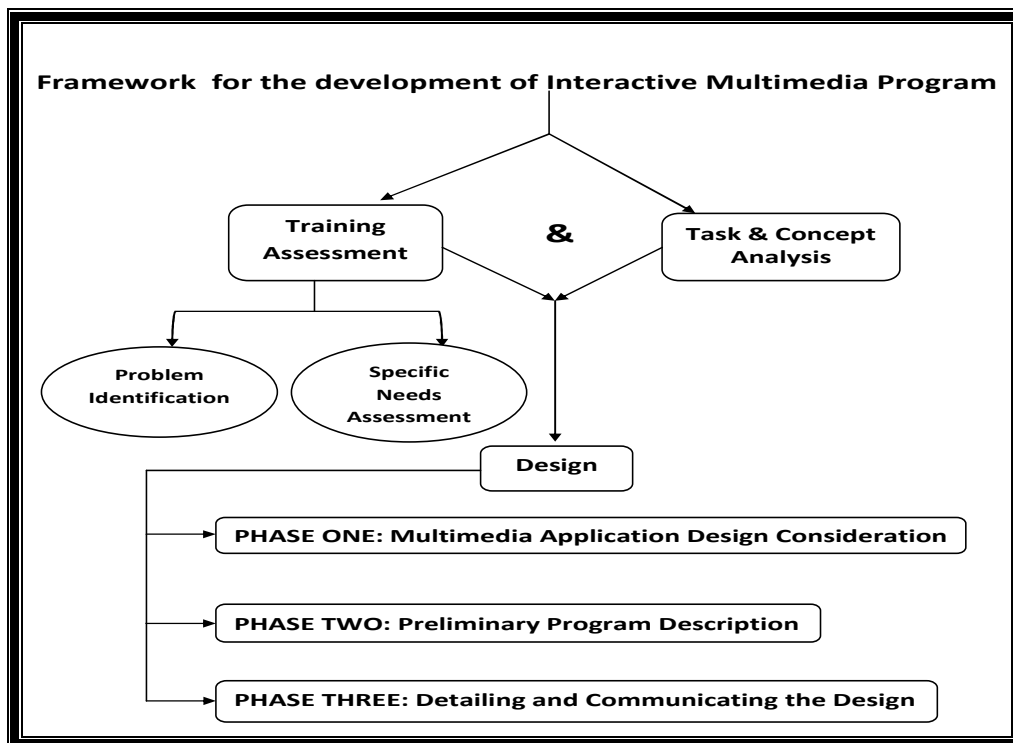 Framework for the development of Interactive Multimedia Program
Training
Assessment
&
Task & Concept
Analysis
Problem
Identification
Specific
Needs
Assessment
Design
PHASE ONE: Multimedia Application Design Consideration
PHASE TWO: Preliminary Program Description
PHASE THREE: Detailing and Communicating the Design